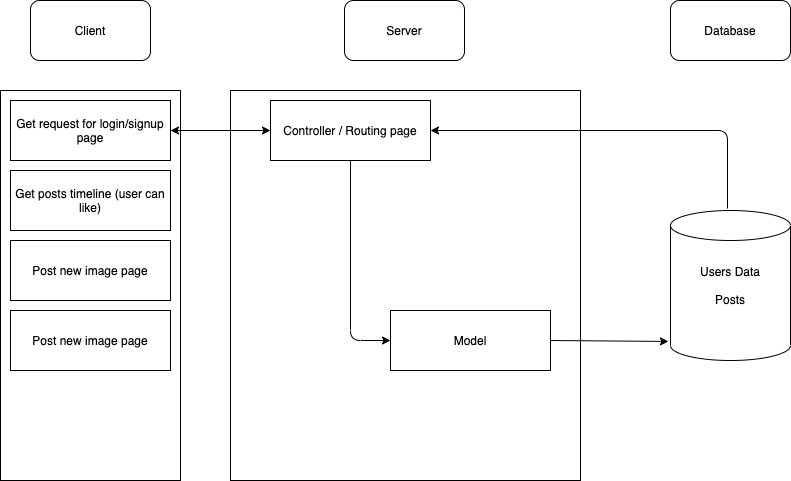 Client
Server
Database
Get request for login/signup
page
Controller / Routing page
Get posts timeline (user can
like)
Post new image page
Users Data
Posts
Post new image page
Model